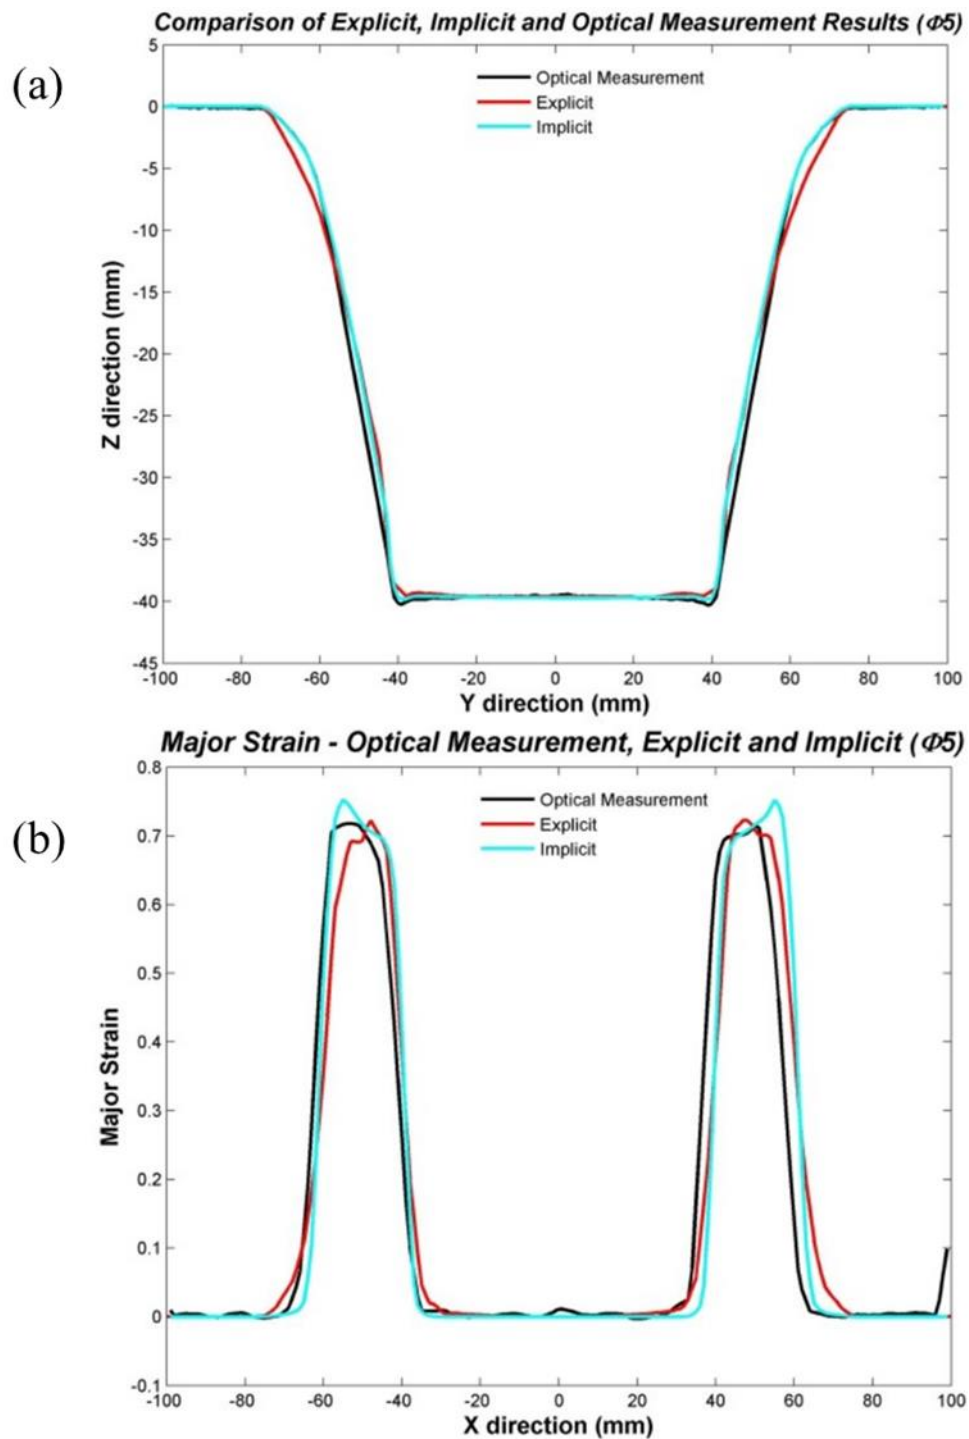 Comparison of Explicit, Implicit and Optical Measurement Results (Φ5)
(a)
Optical Measurement
Explicit
Implicit
5
0
-5
-10
-15
-20
-25
-30
-35
-40
-45
Z direction (mm)
-100 -80 -60 -40 -20 0 20 40 60 80 100
Y direction (mm)
Major Strain - Optical Measurement, Explicit and Implicit (Φ5)
(b)
Optical Measurement
Explicit
Implicit
0.8
0.7
0.6
0.5
0.4
0.3
0.2
0.1
0
-0.1
Major Strain
-100 -80 -60 -40 -20 0 20 40 60 80 100
X direction (mm)